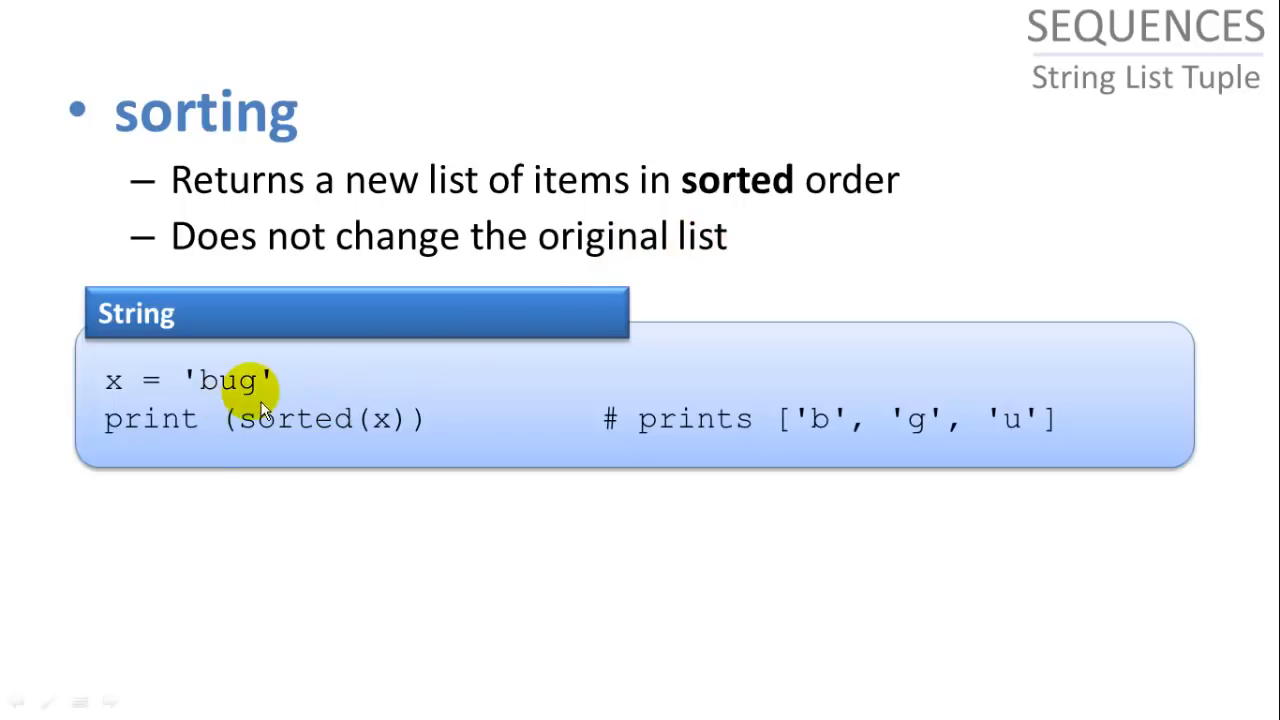 SEQUENCES
String List Tuple
• sorting
– Returns a new list of items in sorted order
– Does not change the original list
String
x = 'bug'
print (sorted(x)) # prints ['b', 'g', 'u']